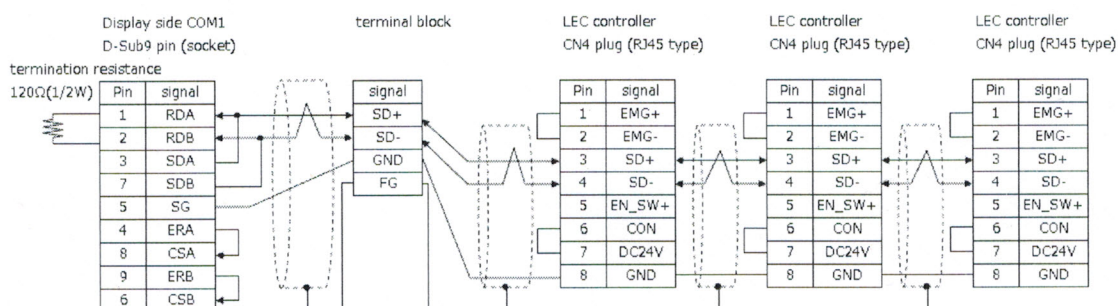 Display side COM1
D-Sub9 pin (socket)
terminal block
LEC controller
CN4 plug (RJ45 type)
LEC controller
CN4 plug (RJ45 type)
LEC controller
CN4 plug (RJ45 type)
termination resistance
120Ω(1/2W)
Pin signal
1 RDA
2 RDB
3 SDA
7 SDB
5 SG
4 ERA
8 CSA
9 ERB
6 CSB
signal
SD+
SD-
GND
FG
Pin signal
1 EMG+
2 EMG-
3 SD+
4 SD-
5 EN_SW+
6 CON
7 DC24V
8 GND
Pin signal
1 EMG+
2 EMG-
3 SD+
4 SD-
5 EN_SW+
6 CON
7 DC24V
8 GND
Pin signal
1 EMG+
2 EMG-
3 SD+
4 SD-
5 EN_SW+
6 CON
7 DC24V
8 GND